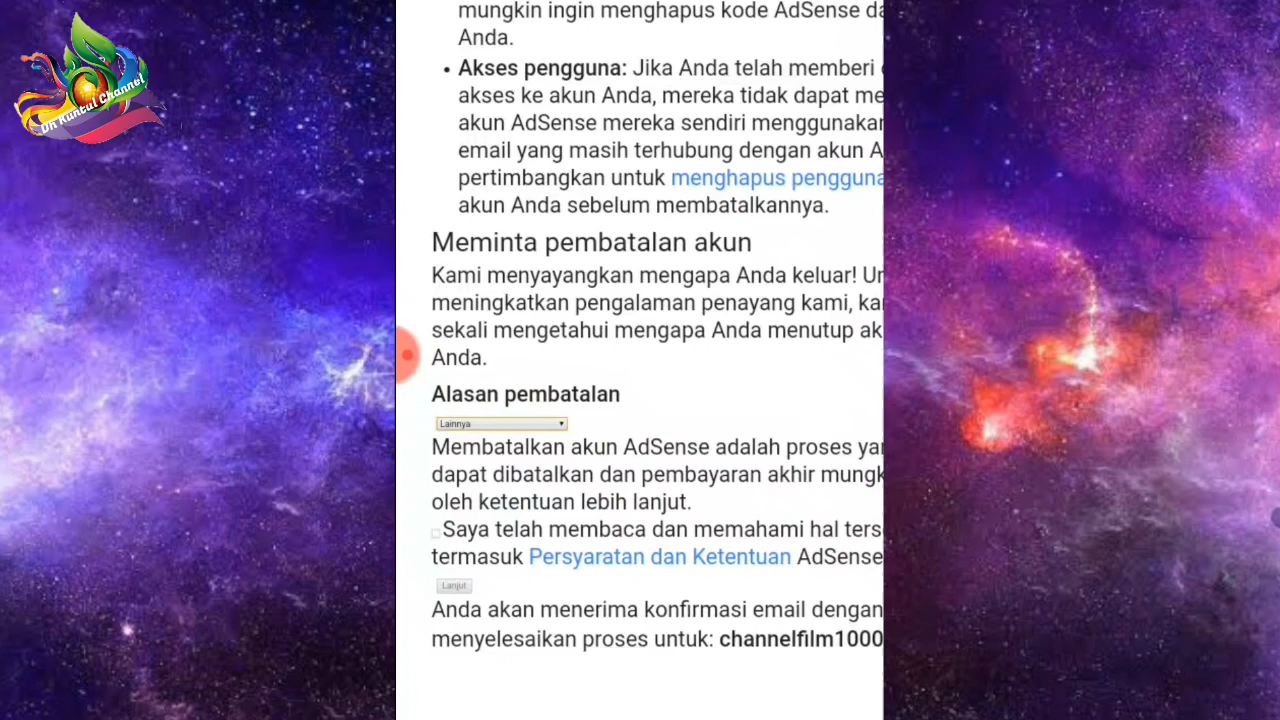 Dh Kuntul Channel
mungkin ingin menghapus kode AdSense da
Anda.
• Akses pengguna: Jika Anda telah memberi
akses ke akun Anda, mereka tidak dapat me
akun AdSense mereka sendiri menggunakan
email yang masih terhubung dengan akun A
pertimbangkan untuk menghapus pengguna
akun Anda sebelum membatalkannya.
Meminta pembatalan akun
Kami menyayangkan mengapa Anda keluar! Un
meningkatkan pengalaman penayang kami, ka
sekali mengetahui mengapa Anda menutup ak
Anda.
Alasan pembatalan
Lainnya
Membatalkan akun AdSense adalah proses yan
dapat dibatalkan dan pembayaran akhir mungk
oleh ketentuan lebih lanjut.
Saya telah membaca dan memahami hal ters
termasuk Persyaratan dan Ketentuan AdSense
Lanjut
Anda akan menerima konfirmasi email dengan
menyelesaikan proses untuk: channelfilm1000